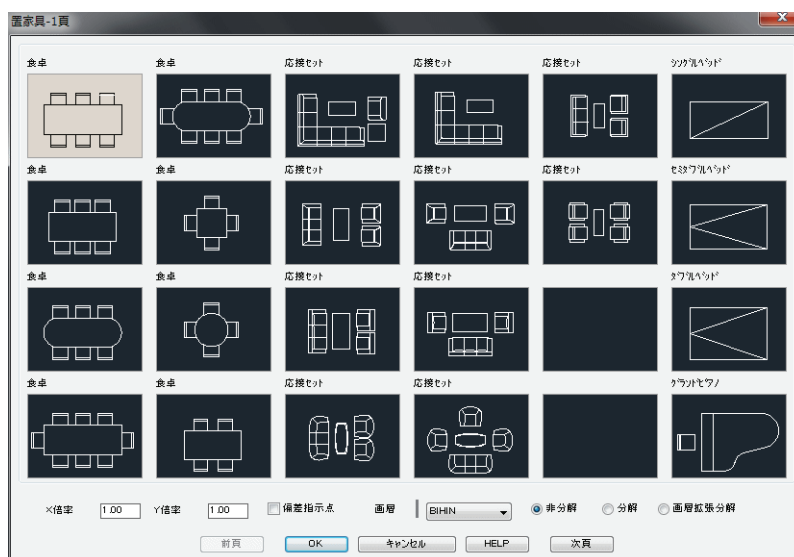 置家具-1頁
食卓 食卓 応接セット 応接セット 応接セット シングルベッド
食卓 食卓 応接セット 応接セット 応接セット セミダブルベッド
食卓 食卓 応接セット 応接セット ダブルベッド
食卓 食卓 応接セット 応接セット グランドピアノ
X倍率 1.00 Y倍率 1.00 偏差指示点 画層 BIHIN 非分解 分解 画層拡張分解
前頁 OK キャンセル HELP 次頁